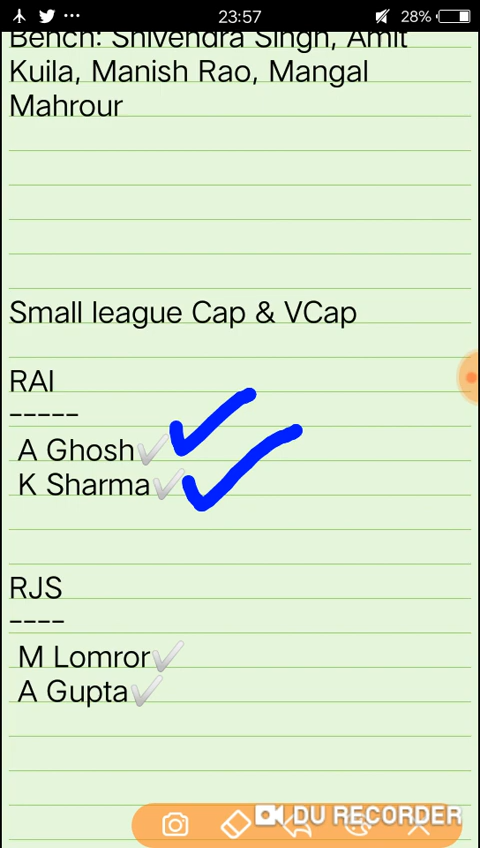 23:57
28%
Bench: Shivendra Singh, Amit
Kuila, Manish Rao, Mangal
Mahrour
Small league Cap & VCap
RAI
-----
A Ghosh✓
K Sharma✓
RJS
----
M Lomror✓
A Gupta✓
DU RECORDER